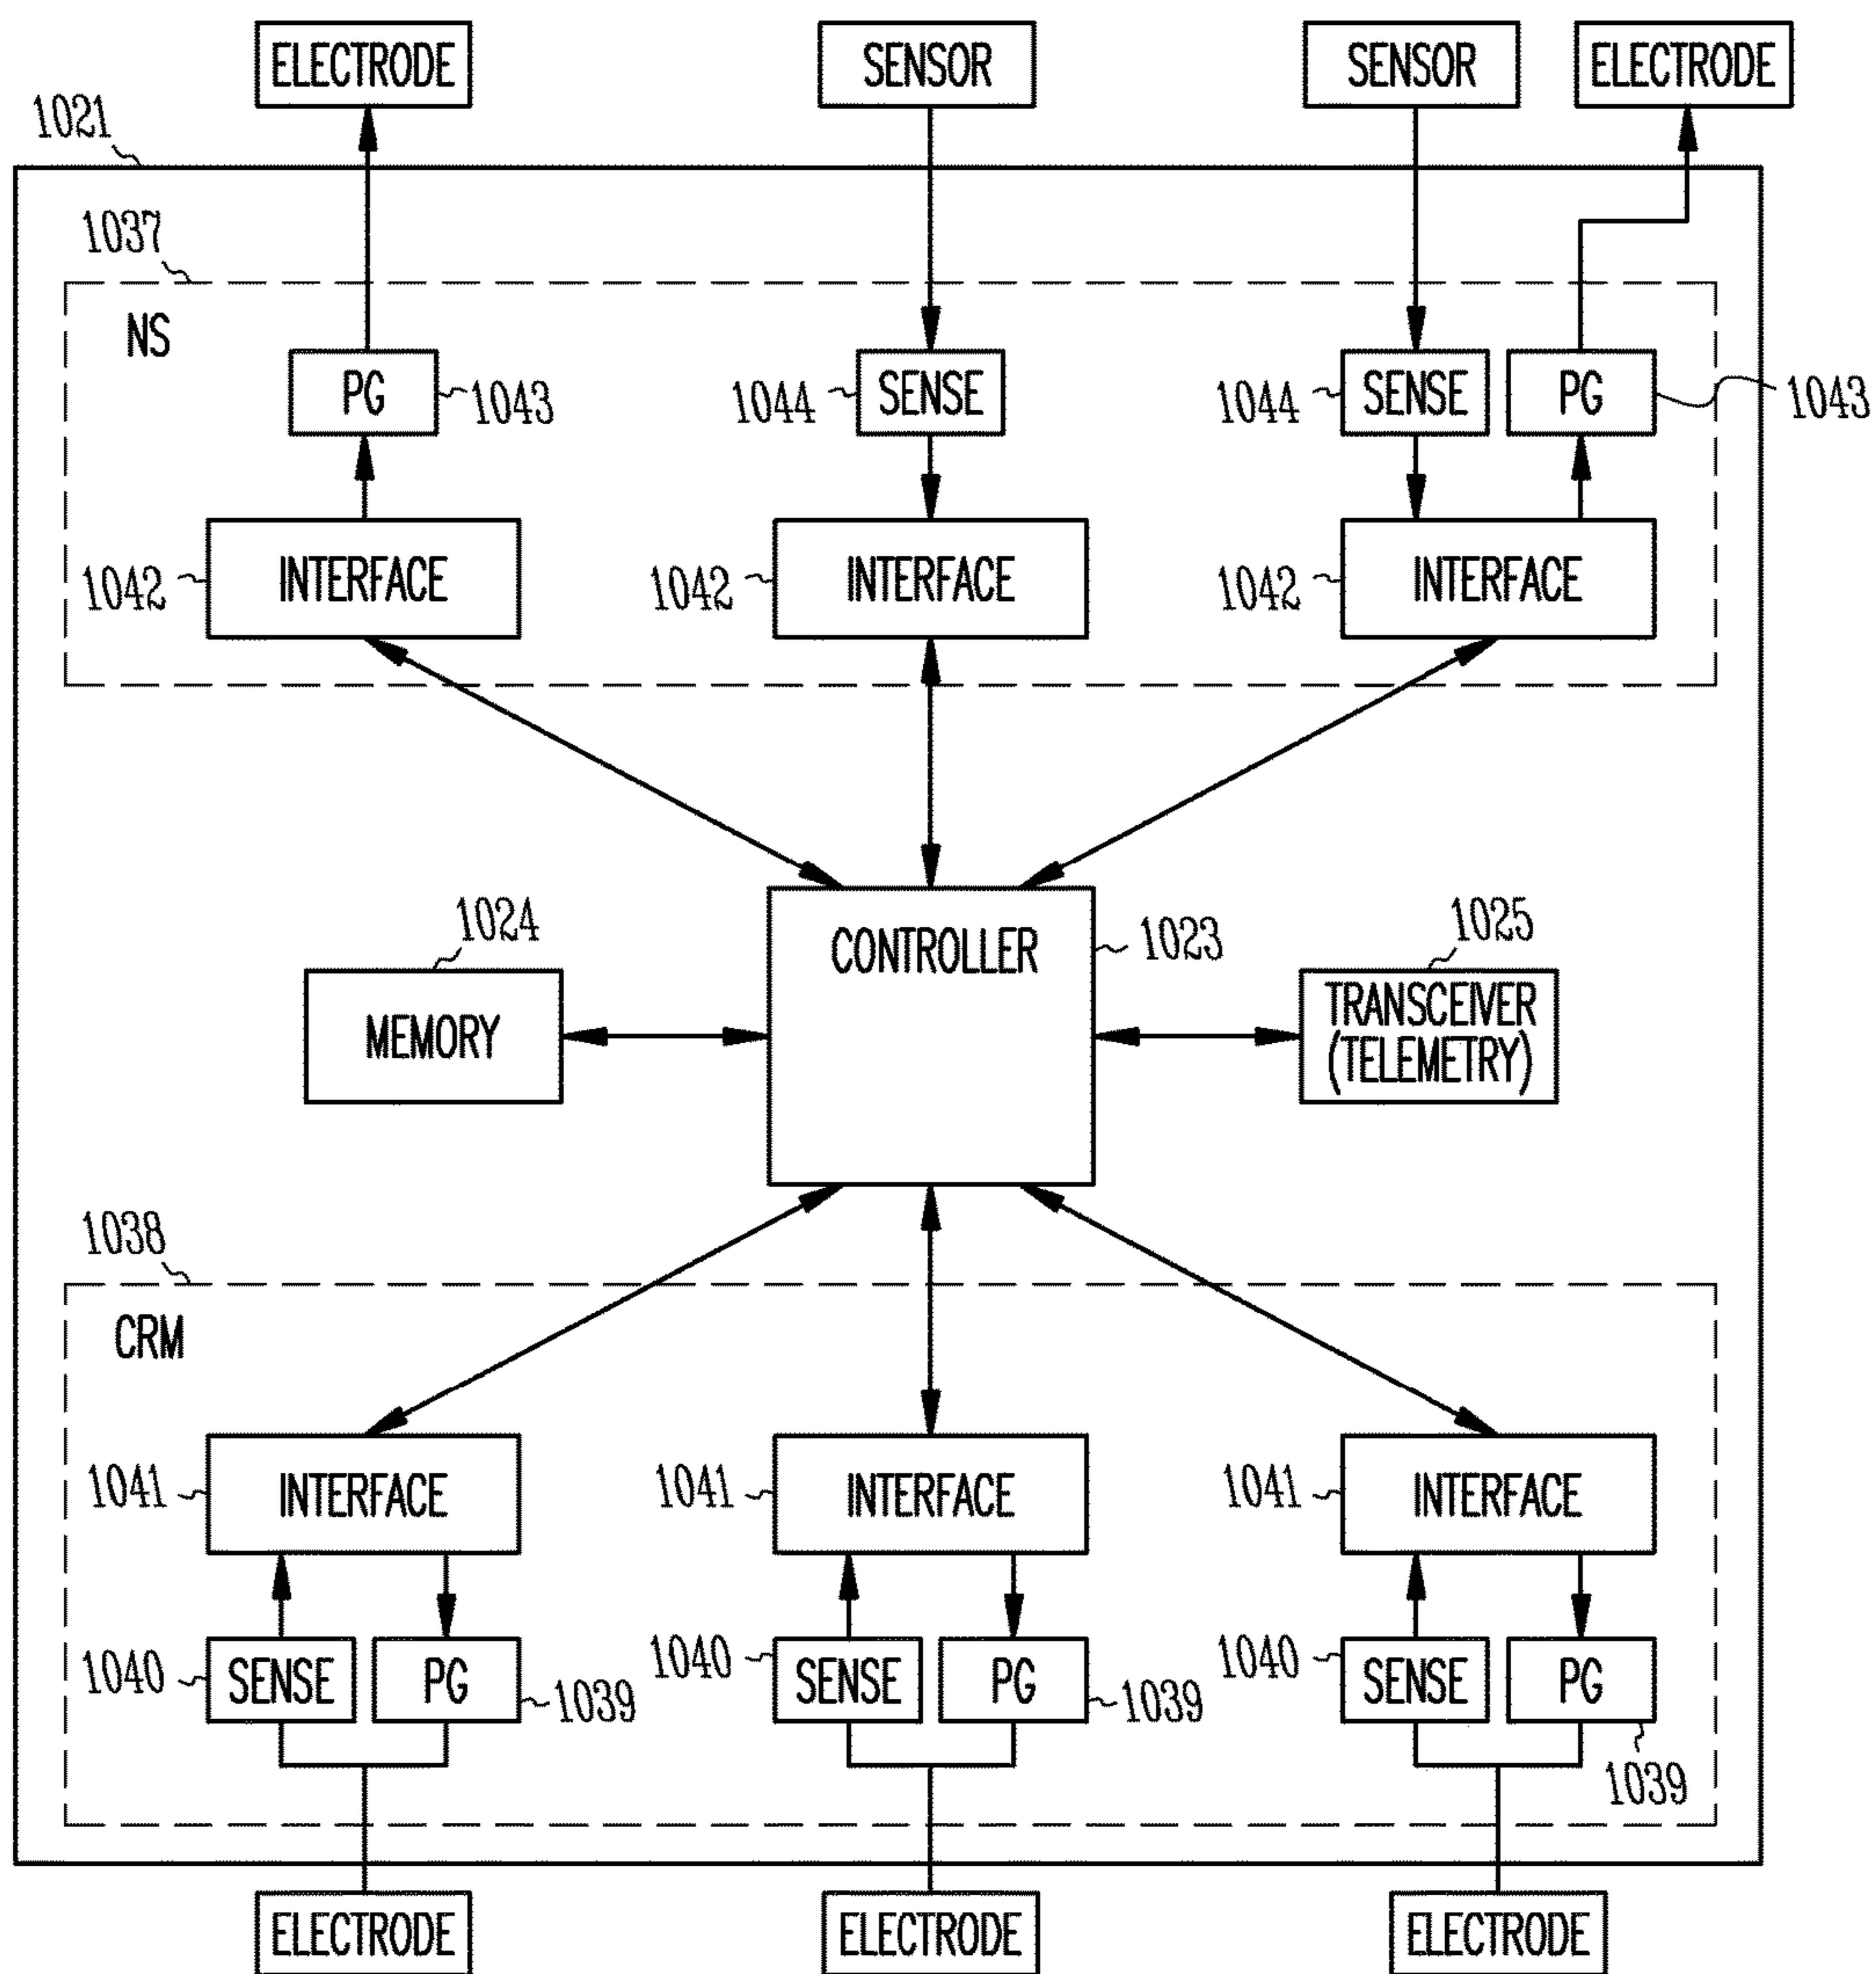 ELECTRODE
SENSOR
SENSOR
ELECTRODE
1021
1037
NS
PG
1043
1044
SENSE
1044
SENSE
PG
1043
1042
INTERFACE
1042
INTERFACE
1042
INTERFACE
1024
MEMORY
CONTROLLER
1023
1025
TRANSCEIVER
(TELEMETRY)
1038
CRM
1041
INTERFACE
1041
INTERFACE
1041
INTERFACE
1040
SENSE
PG
1039
1040
SENSE
PG
1039
1040
SENSE
PG
1039
ELECTRODE
ELECTRODE
ELECTRODE